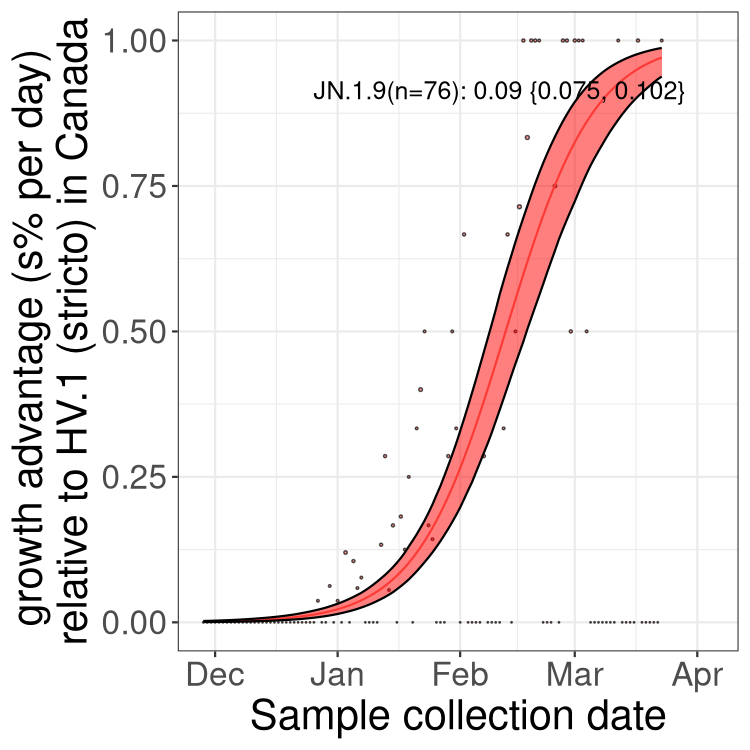 growth advantage (s% per day)
relative to HV.1 (stricto) in Canada
1.00
0.75
0.50
0.25
0.00
JN.1.9(n=76): 0.09 {0.075, 0.102}
Dec Jan Feb Mar Apr
Sample collection date